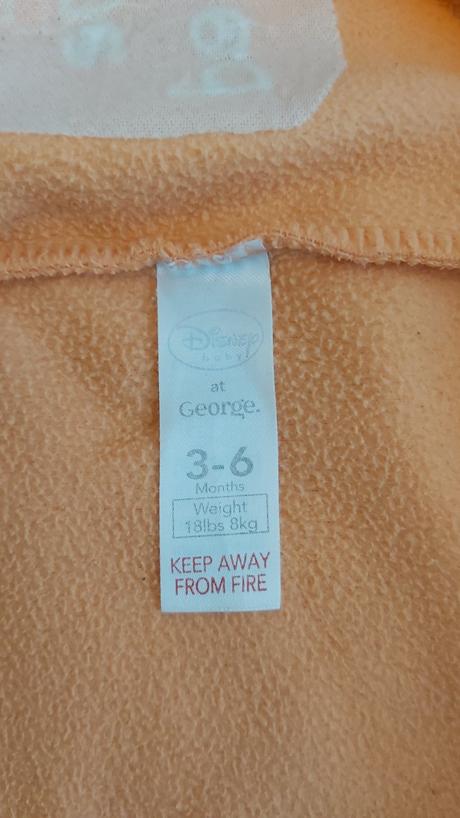 Disney
baby
at
George.
3-6
Months
Weight
18lbs 8kg
KEEP AWAY
FROM FIRE